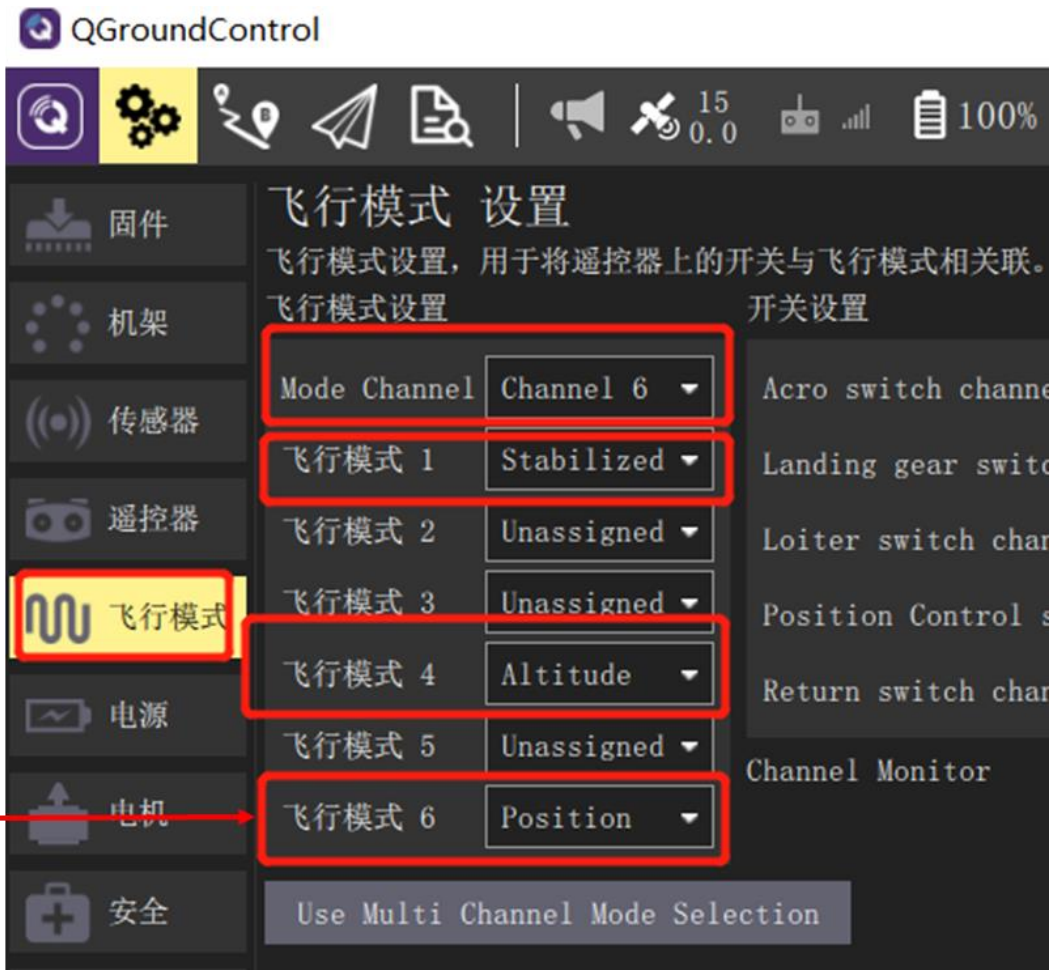 QGroundControl
15
0.0
100%
固件
机架
传感器
遥控器
飞行模式
电源
电机
安全
飞行模式 设置
飞行模式设置，用于将遥控器上的开关与飞行模式相关联。
飞行模式设置
Mode Channel Channel 6
飞行模式 1 Stabilized
飞行模式 2 Unassigned
飞行模式 3 Unassigned
飞行模式 4 Altitude
飞行模式 5 Unassigned
飞行模式 6 Position
Use Multi Channel Mode Selection
开关设置
Acro switch channe
Landing gear switc
Loiter switch chan
Position Control s
Return switch chan
Channel Monitor